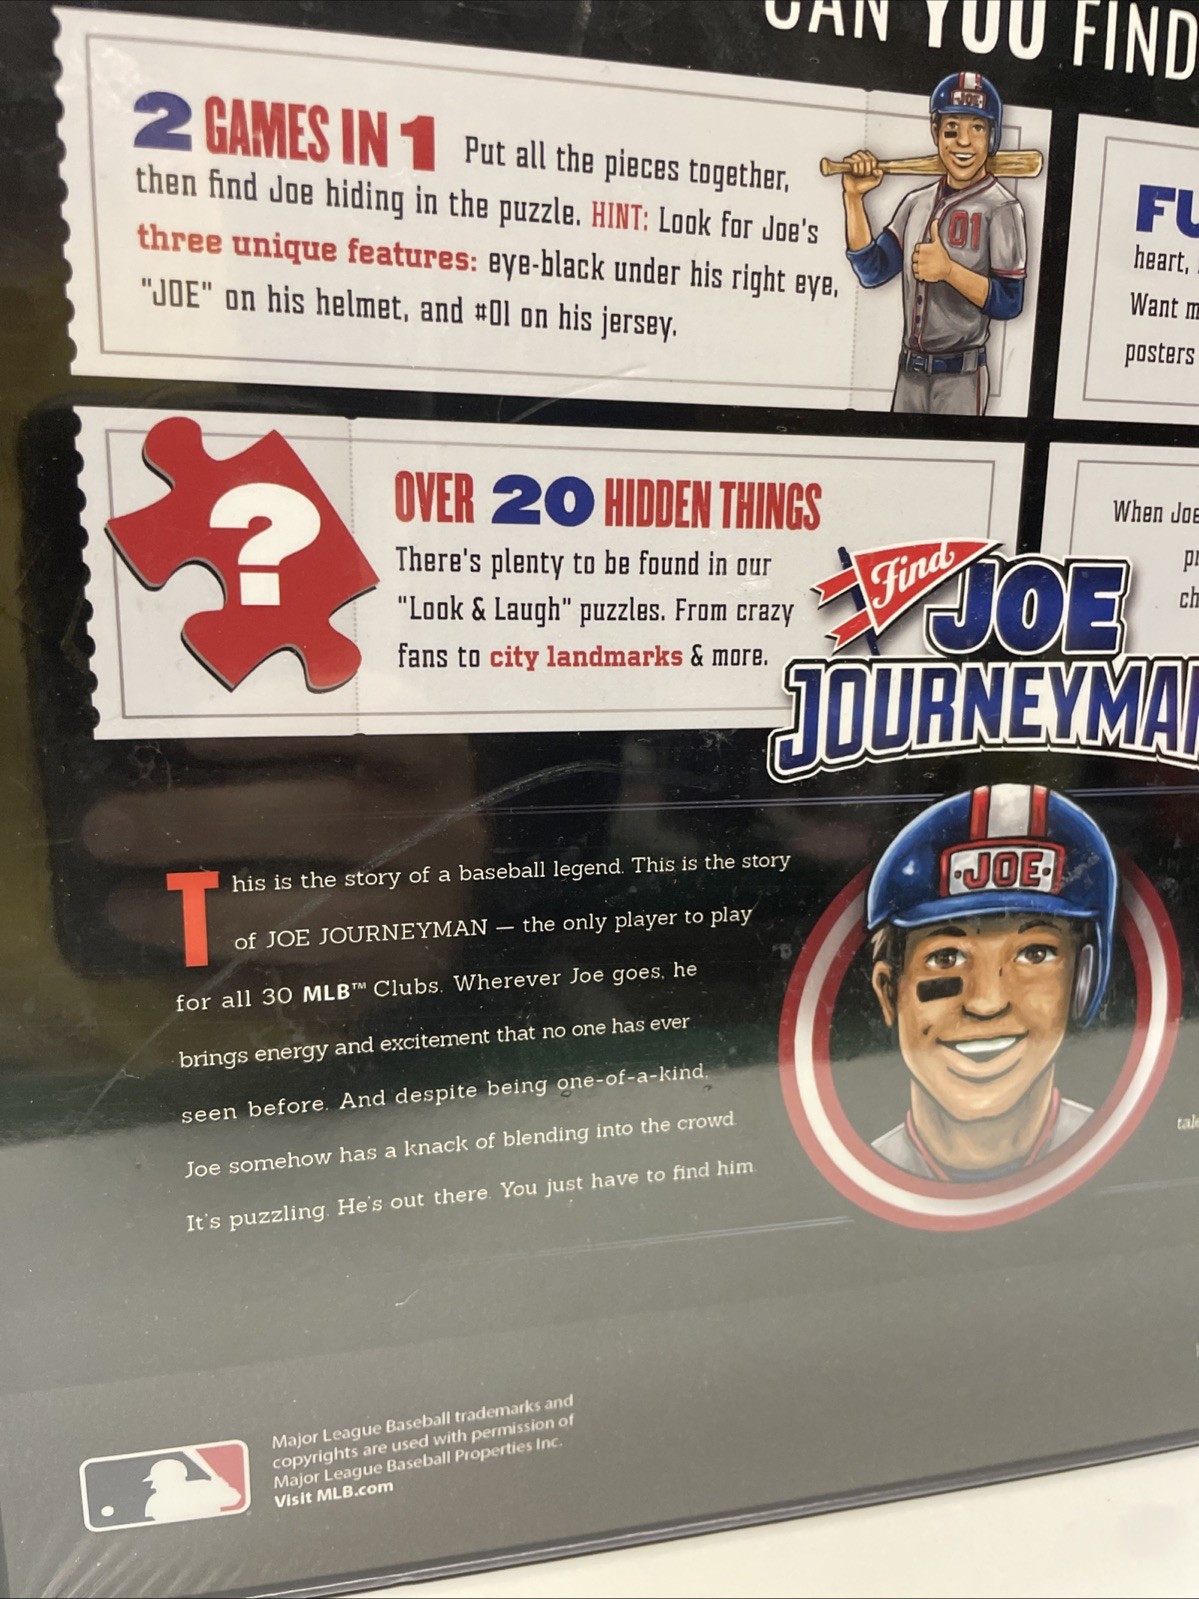 CAN YOU FIND
2 GAMES IN 1 Put all the pieces together,
then find Joe hiding in the puzzle. HINT: Look for Joe's
three unique features: eye-black under his right eye,
"JOE" on his helmet, and #01 on his jersey.
JOE
01
heart,
Want
posters
OVER 20 HIDDEN THINGS
There's plenty to be found in our
"Look & Laugh" puzzles. From crazy
fans to city landmarks & more.
?
When Joe
Find
JOE
JOURNEYMAN
This is the story of a baseball legend. This is the story
of JOE JOURNEYMAN — the only player to play
for all 30 MLB™ Clubs. Wherever Joe goes, he
brings energy and excitement that no one has ever
seen before. And despite being one-of-a-kind,
Joe somehow has a knack of blending into the crowd.
It's puzzling. He's out there. You just have to find him.
·JOE·
Major League Baseball trademarks and
copyrights are used with permission of
Major League Baseball Properties Inc.
Visit MLB.com